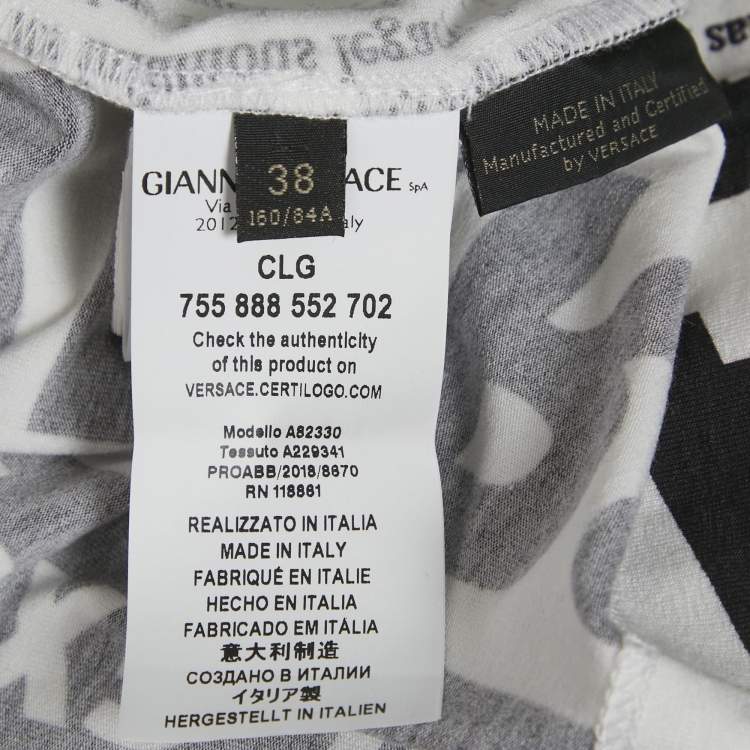 MADE IN ITALY
Manufactured and Certified
by VERSACE
38
160/84A
GIANN ACE SpA
Via
2012 aly
CLG
755 888 552 702
Check the authenticity
of this product on
VERSACE.CERTILOGO.COM
Modello A82330
Tessuto A229341
PROABB/2018/8670
RN 118861
REALIZZATO IN ITALIA
MADE IN ITALY
FABRIQUÉ EN ITALIE
HECHO EN ITALIA
FABRICADO EM ITÁLIA
意大利制造
СОЗДАНО В ИТАЛИИ
イタリア製
HERGESTELLT IN ITALIEN